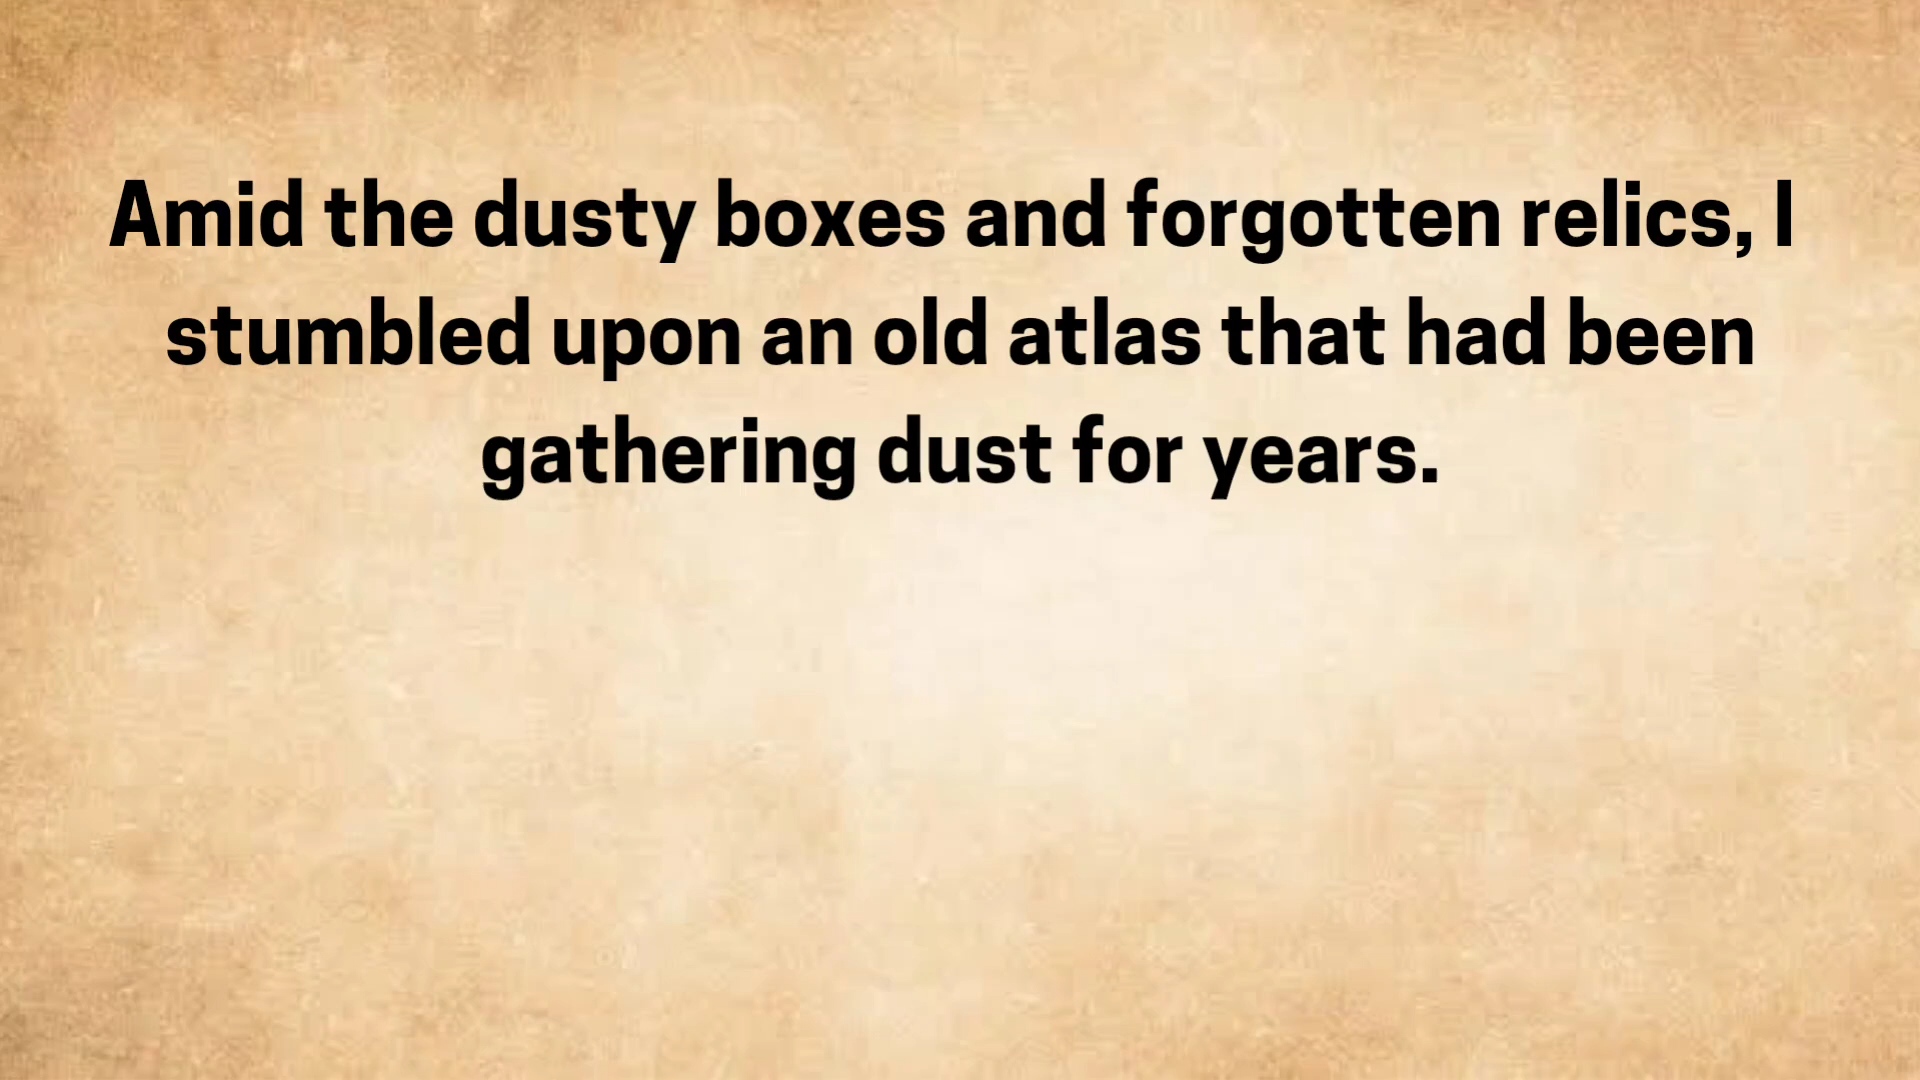 Amid the dusty boxes and forgotten relics, I
stumbled upon an old atlas that had been
gathering dust for years.